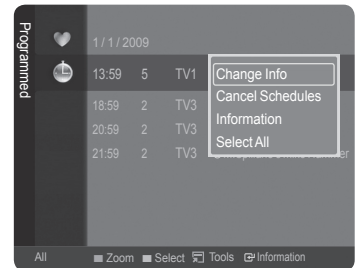 Programmed
1 / 1 / 2009
13:59 5 TV1
18:59 2 TV3
20:59 2 TV3
21:59 2 TV3
Change Info
Cancel Schedules
Information
Select All
All Zoom Select Tools Information